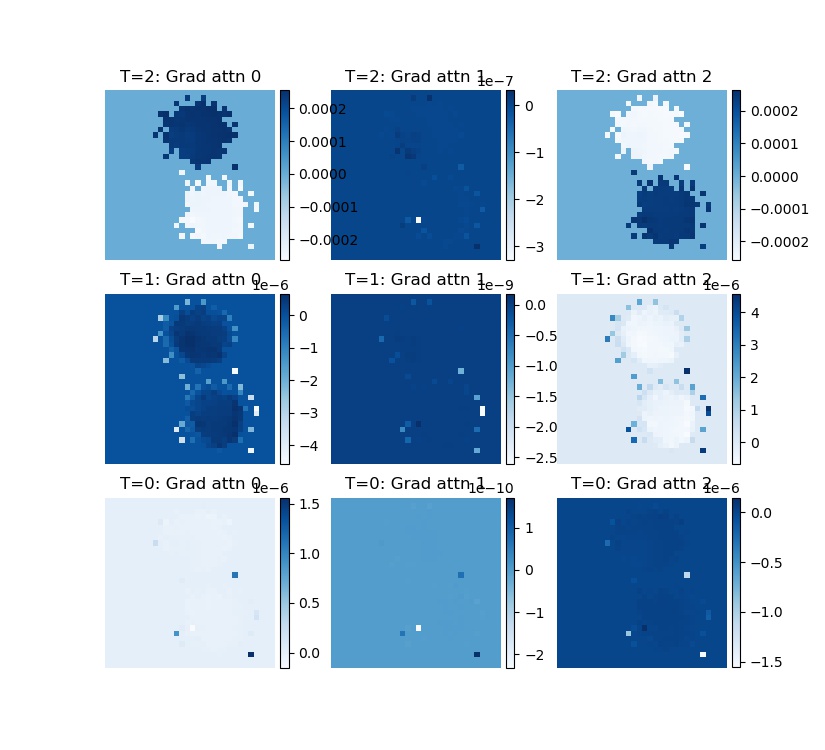 T=2: Grad attn 0
0.0002
0.0001
0.0000
−0.0001
−0.0002
T=2: Grad attn 1
1e−7
0
−1
−2
−3
T=2: Grad attn 2
0.0002
0.0001
0.0000
−0.0001
−0.0002
T=1: Grad attn 0
1e−6
0
−1
−2
−3
−4
T=1: Grad attn 1
1e−9
0.0
−0.5
−1.0
−1.5
−2.0
−2.5
T=1: Grad attn 2
1e−6
4
3
2
1
0
T=0: Grad attn 0
1e−6
1.5
1.0
0.5
0.0
T=0: Grad attn 1
1e−10
1
0
−1
−2
T=0: Grad attn 2
1e−6
0.0
−0.5
−1.0
−1.5